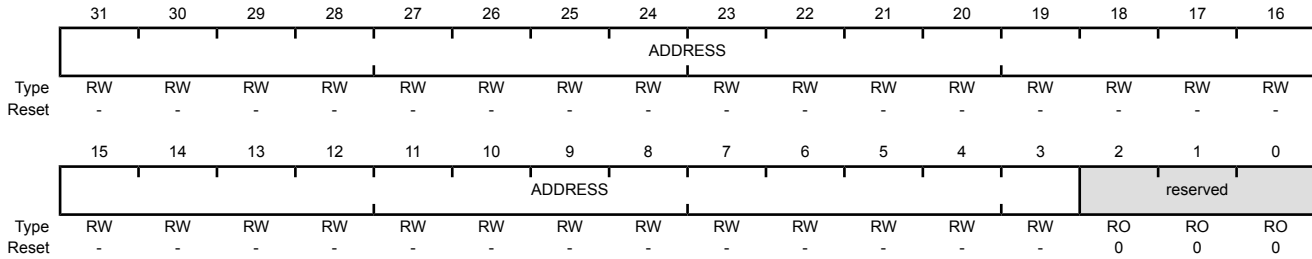 31 30 29 28 27 26 25 24 23 22 21 20 19 18 17 16
ADDRESS
Type RW RW RW RW RW RW RW RW RW RW RW RW RW RW RW RW
Reset - - - - - - - - - - - - - - - -
15 14 13 12 11 10 9 8 7 6 5 4 3 2 1 0
ADDRESS reserved
Type RW RW RW RW RW RW RW RW RW RW RW RW RW RO RO RO
Reset - - - - - - - - - - - - - 0 0 0